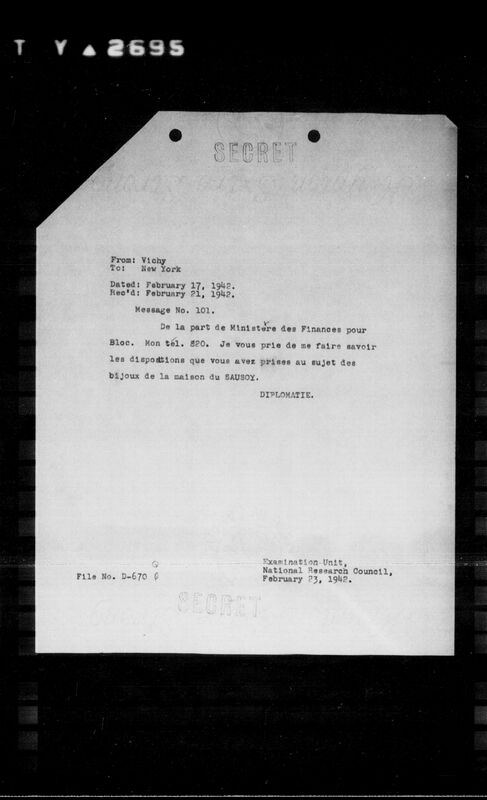 T Y ▲ 2695
SECRET
From: Vichy
To: New York
Dated: February 17, 1942.
Rec'd: February 21, 1942.
Message No. 101.
De la part de Ministère des Finances pour
Bloc. Mon tél. 520. Je vous prie de me faire savoir
les dispositions que vous avez prises au sujet des
bijoux de la maison du SAUSOY.
DIPLOMATIE.
Examination Unit,
National Research Council,
February 23, 1942.
File No. D-670
SECRET